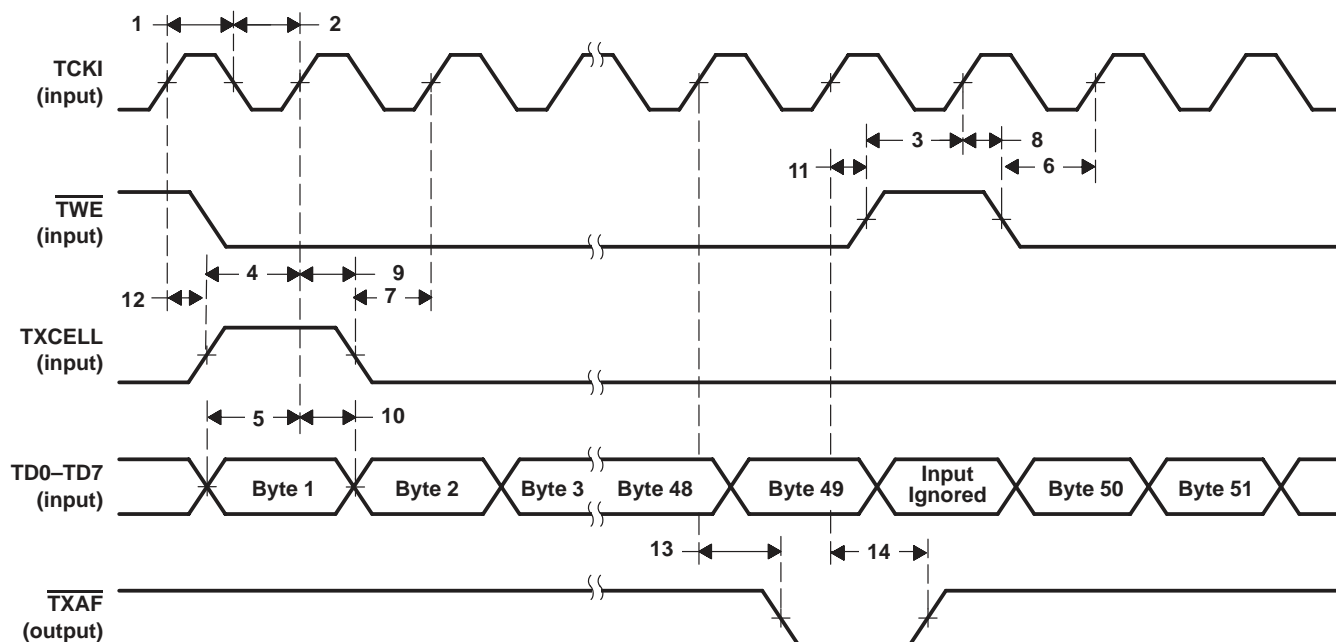 1 2
TCKI
(input)
3 8
11 6
TWE
(input)
4 9
12 7
TXCELL
(input)
5 10
TD0–TD7
(input)
Byte 1 Byte 2 Byte 3 Byte 48 Byte 49 Input Ignored Byte 50 Byte 51
13 14
TXAF
(output)